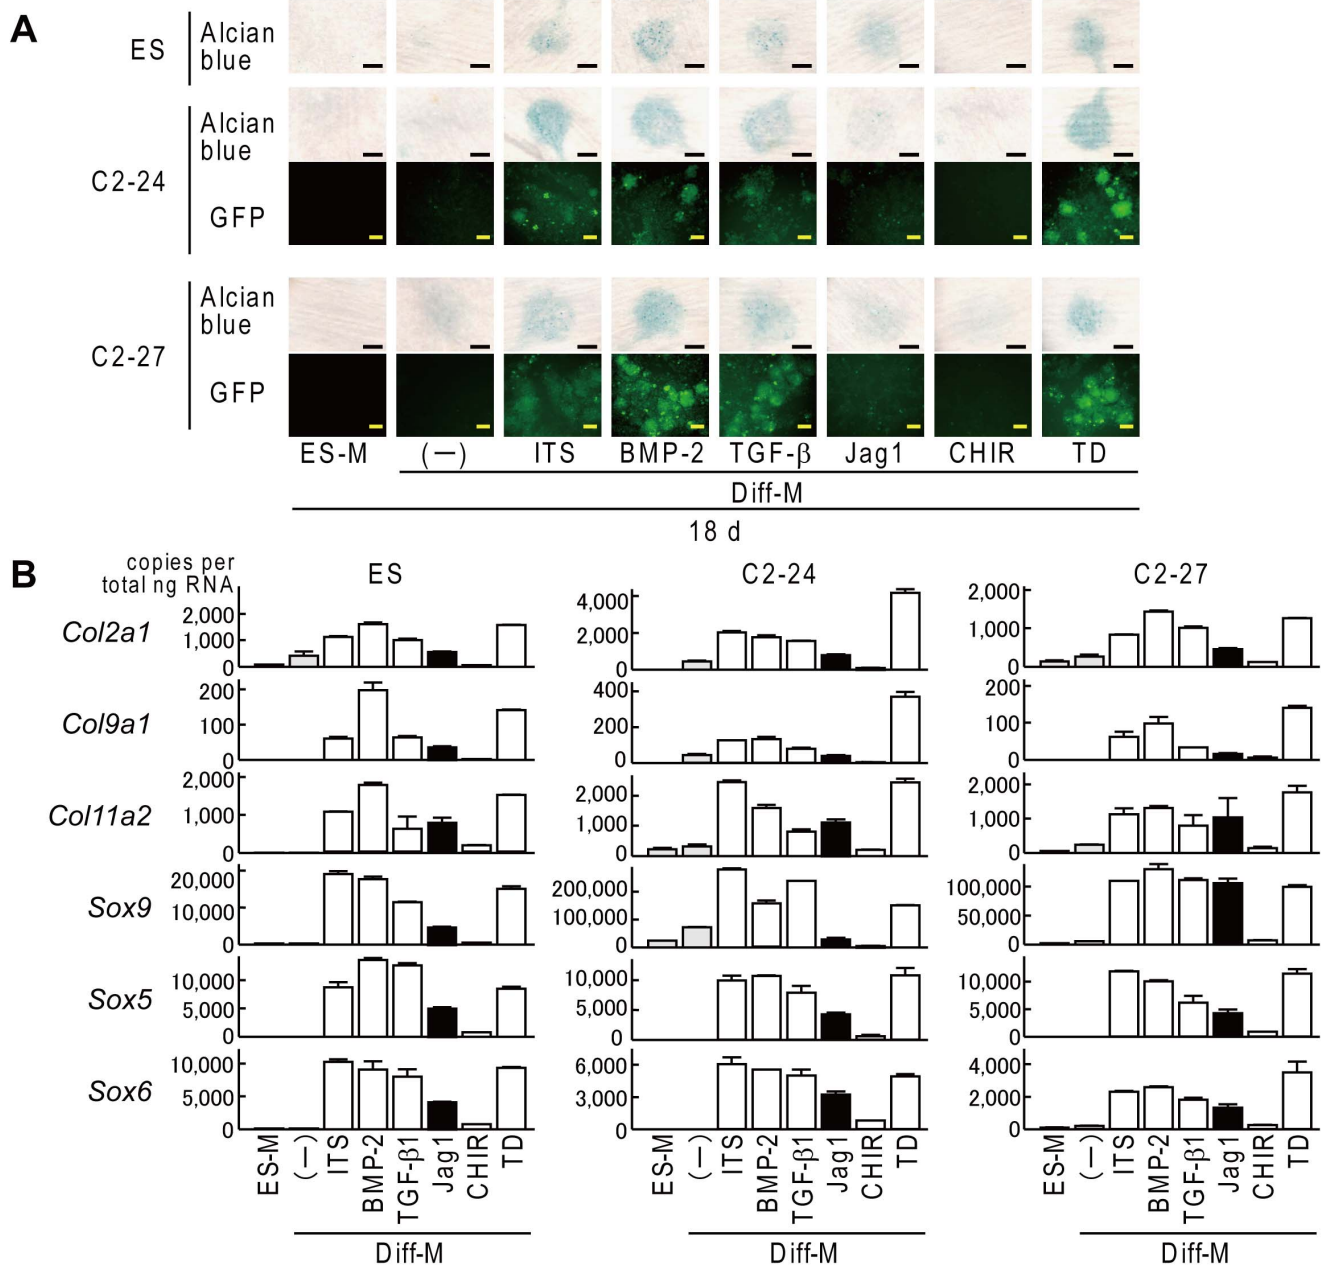 A
ES
Alcian
blue
C2-24
Alcian
blue
GFP
C2-27
Alcian
blue
GFP
ES-M (—) ITS BMP-2 TGF-β Jag1 CHIR TD
Diff-M
18 d
B
copies per
total ng RNA
ES C2-24 C2-27
Col2a1
2,000
1,000
0
4,000
2,000
0
2,000
1,000
0
Col9a1
200
100
0
400
200
0
200
100
0
Col11a2
2,000
1,000
0
2,000
1,000
0
2,000
1,000
0
Sox9
20,000
10,000
0
200,000
100,000
0
100,000
50,000
0
Sox5
10,000
5,000
0
10,000
5,000
0
10,000
5,000
0
Sox6
10,000
5,000
0
6,000
3,000
0
4,000
2,000
0
ES-M (—) ITS BMP-2 TGF-β1 Jag1 CHIR TD
ES-M (—) ITS BMP-2 TGF-β1 Jag1 CHIR TD
ES-M (—) ITS BMP-2 TGF-β1 Jag1 CHIR TD
Diff-M Diff-M Diff-M